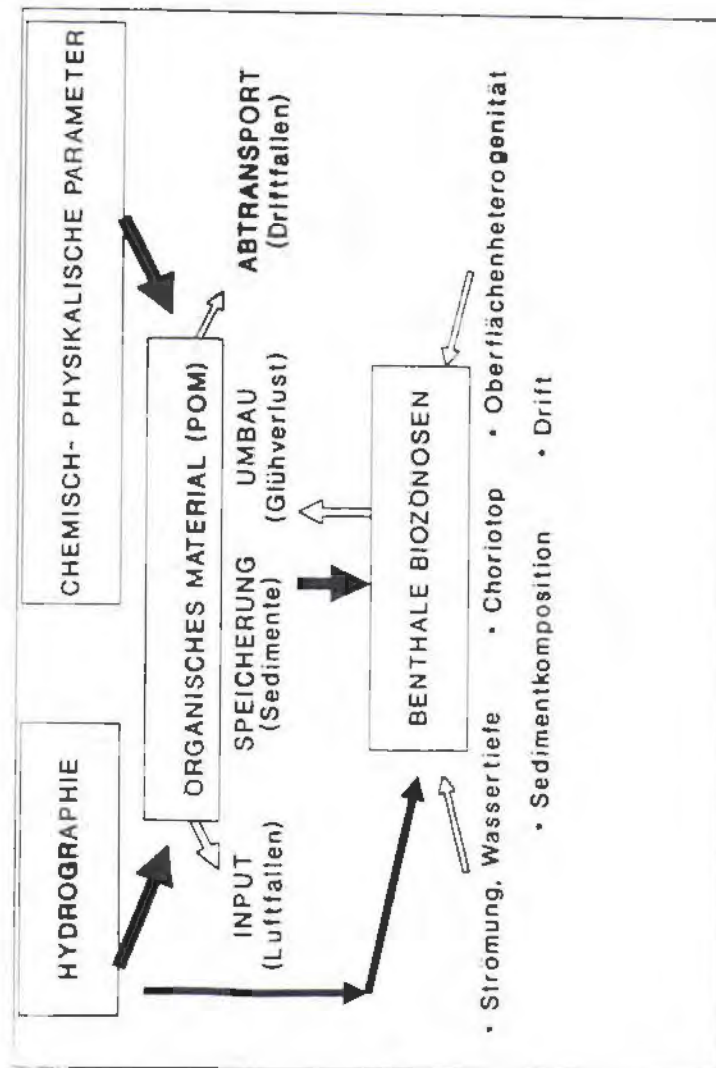 HYDROGRAPHIE
CHEMISCH- PHYSIKALISCHE PARAMETER
ORGANISCHES MATERIAL (POM)
INPUT
(Luftfallen)
SPEICHERUNG
(Sedimente)
UMBAU
(Glühverlust)
ABTRANSPORT
(Driftfallen)
BENTHALE BIOZÖNOSEN
• Strömung, Wassertiefe
• Choriotop
• Oberflächenheterogenität
• Sedimentkomposition
• Drift